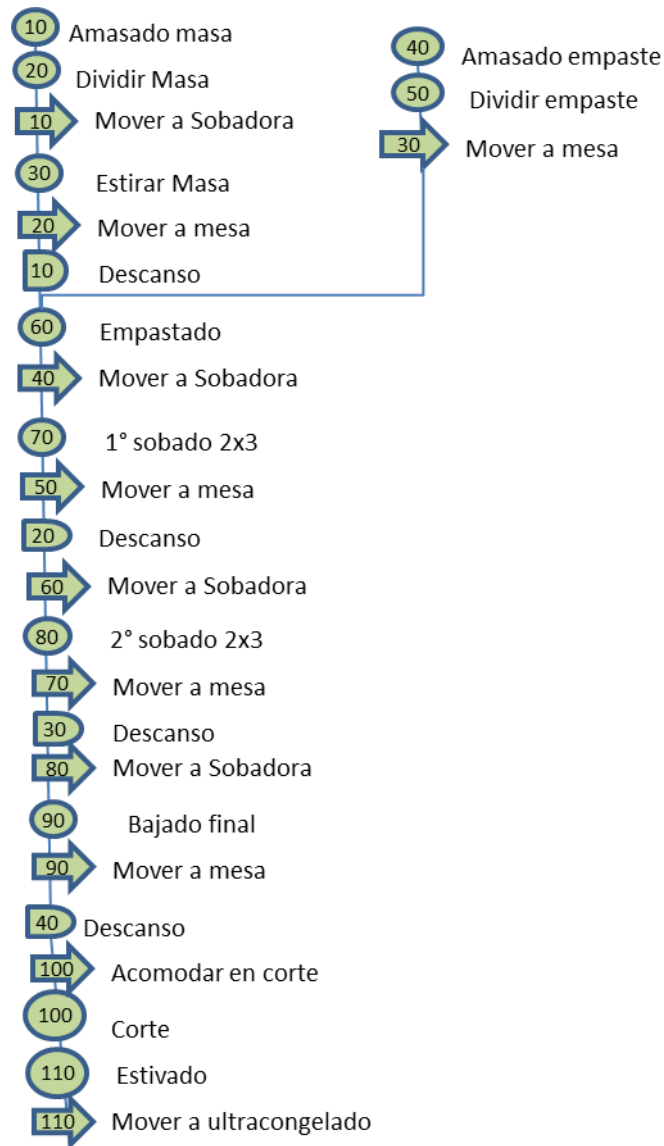 10 Amasado masa
20 Dividir Masa
10 Mover a Sobadora
30 Estirar Masa
20 Mover a mesa
10 Descanso
40 Amasado empaste
50 Dividir empaste
30 Mover a mesa
60 Empastado
40 Mover a Sobadora
70 1° sobado 2x3
50 Mover a mesa
20 Descanso
60 Mover a Sobadora
80 2° sobado 2x3
70 Mover a mesa
30 Descanso
80 Mover a Sobadora
90 Bajado final
90 Mover a mesa
40 Descanso
100 Acomodar en corte
100 Corte
110 Estivado
110 Mover a ultracongelado